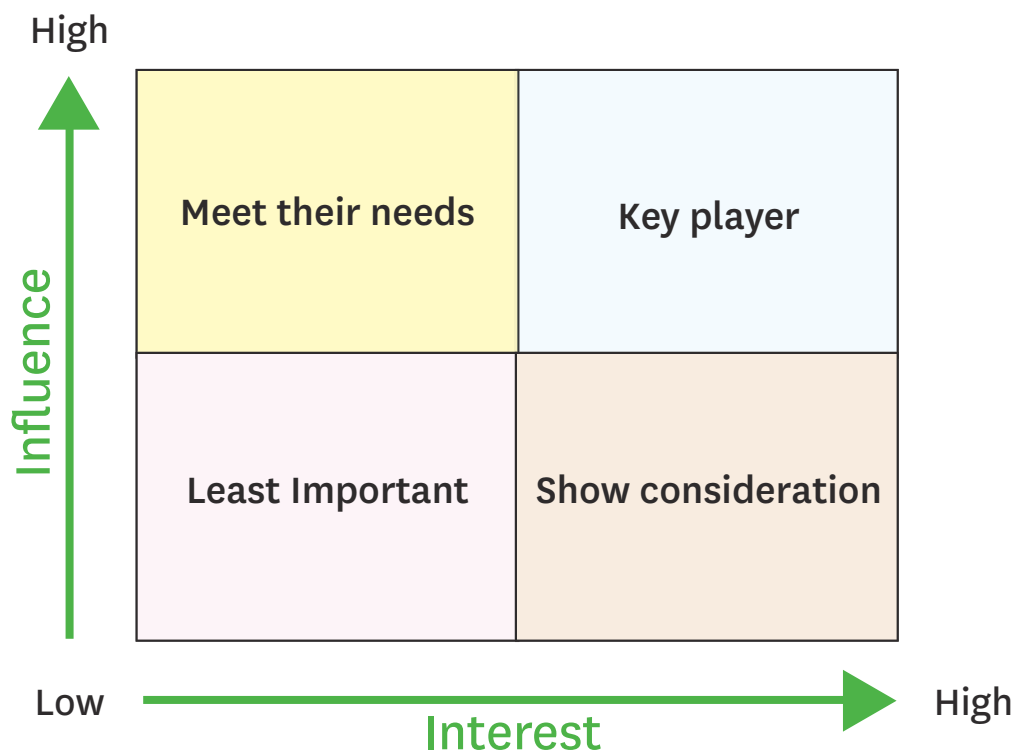 High
Meet their needs
Key player
Influence
Least Important
Show consideration
Low
High
Interest